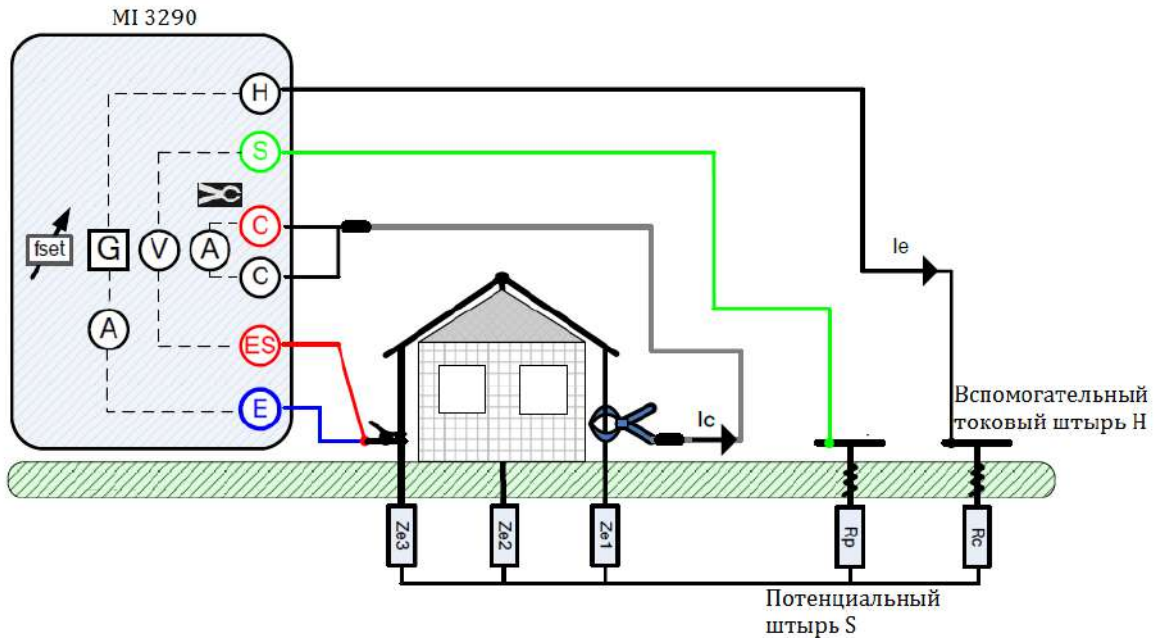 MI 3290
H
S
C
fset
G
V
A
C
Ie
A
ES
E
Ic
Вспомогательный
токовый штырь H
Ze3
Ze2
Ze1
Rp
Rc
Потенциальный
штырь S